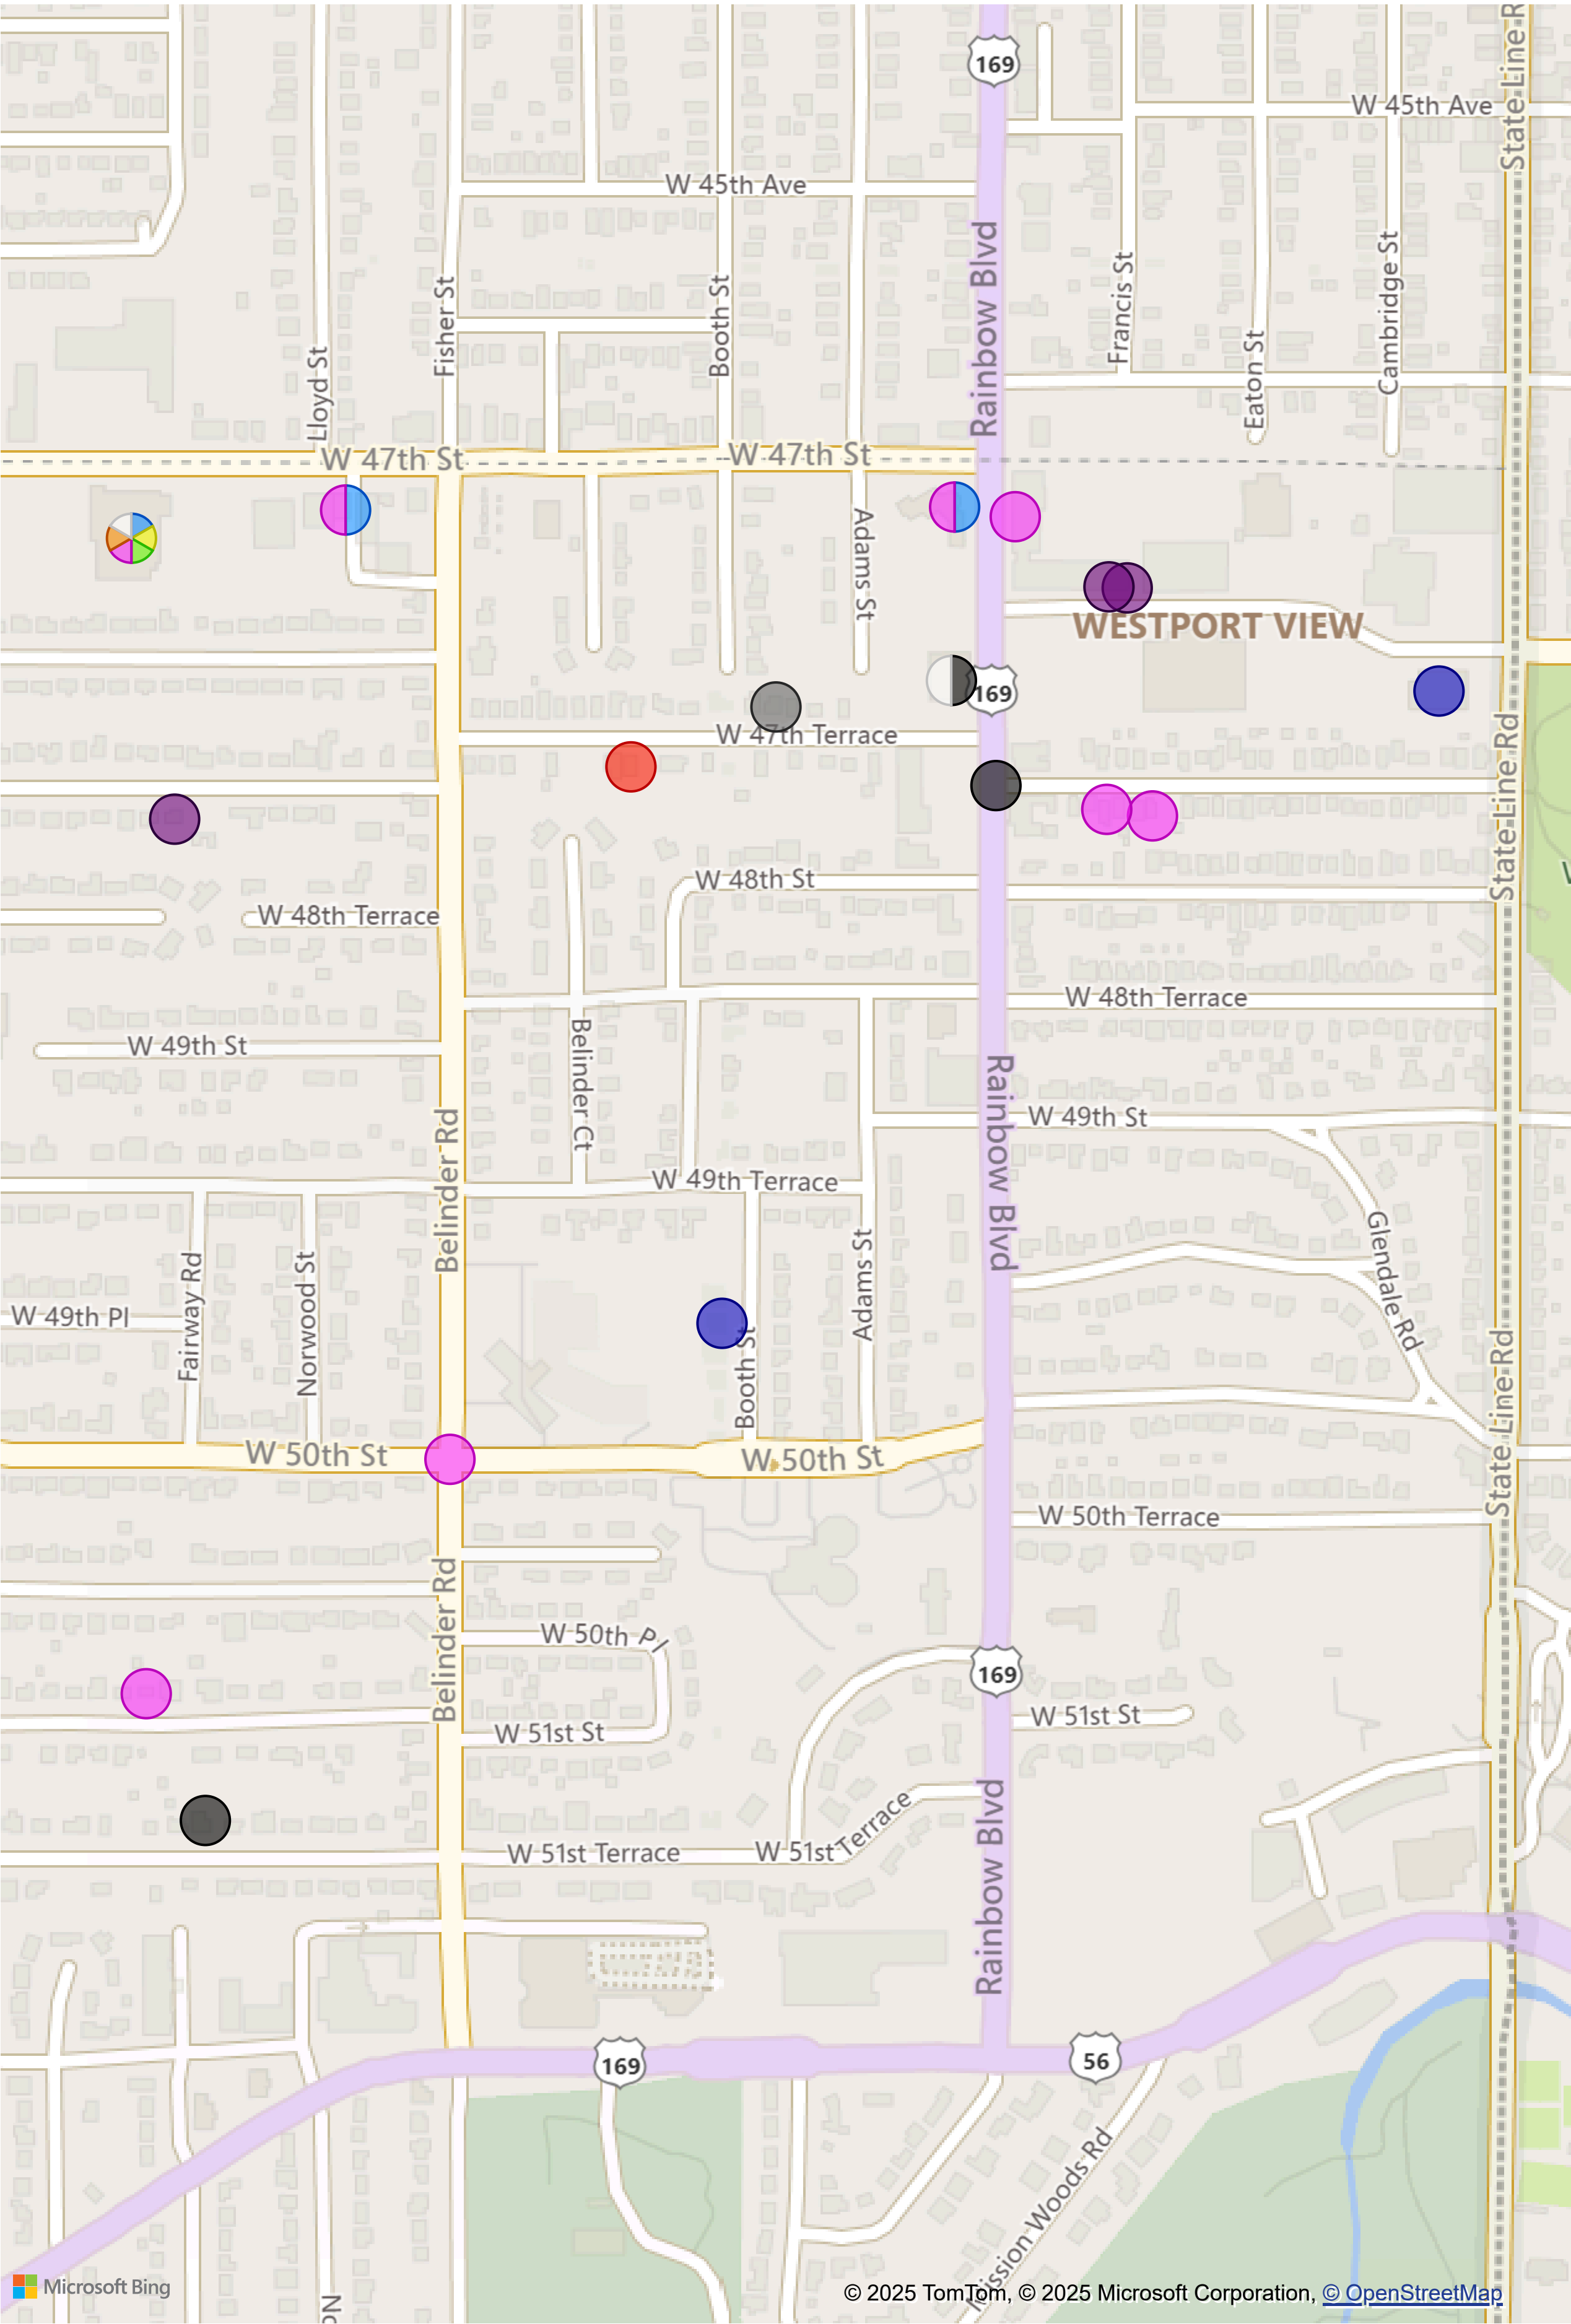 State Line R
169
W 45th Ave
W 45th Ave
Rainbow Blvd
Francis St
Cambridge St
Fisher St
Booth St
Eaton St
Lloyd St
W 47th St
W 47th St
Adams St
WESTPORT VIEW
169
W 47th Terrace
State Line Rd
W 48th St
W 48th Terrace
W 48th Terrace
W 49th St
Belinder Ct
Rainbow Blvd
W 49th St
Belinder Rd
W 49th Terrace
Glendale Rd
Adams St
Fairway Rd
Norwood St
W 49th Pl
Booth St
State Line Rd
W 50th St
W 50th St
W 50th Terrace
Belinder Rd
W 50th Pl
169
W 51st St
W 51st St
Rainbow Blvd
W 51st Terrace
W 51st Terrace
169
56
Mission Woods Rd
Microsoft Bing
© 2025 TomTom, © 2025 Microsoft Corporation, © OpenStreetMap